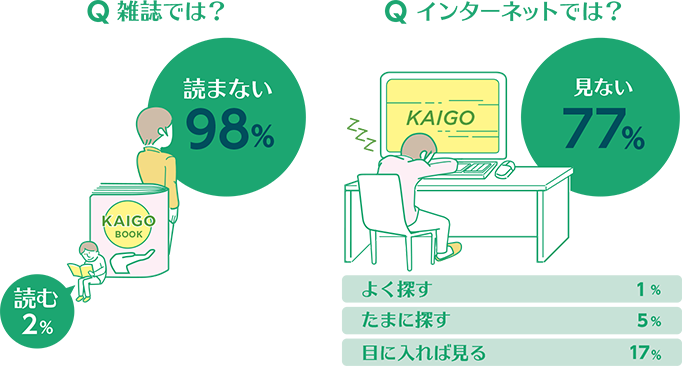 Q 雑誌では？
読まない
98%
KAIGO
BOOK
読む
2%
Q インターネットでは？
見ない
77%
KAIGO
ZZZ
よく探す 1%
たまに探す 5%
目に入れば見る 17%